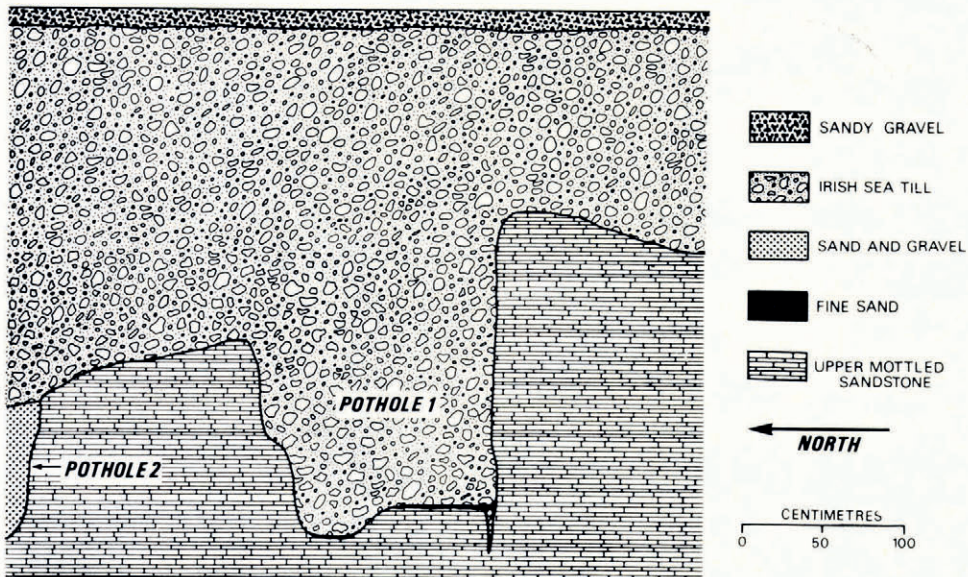 SANDY GRAVEL
IRISH SEA TILL
SAND AND GRAVEL
FINE SAND
UPPER MOTTLED
SANDSTONE
POTHOLE 1
POTHOLE 2
NORTH
CENTIMETRES
0 50 100